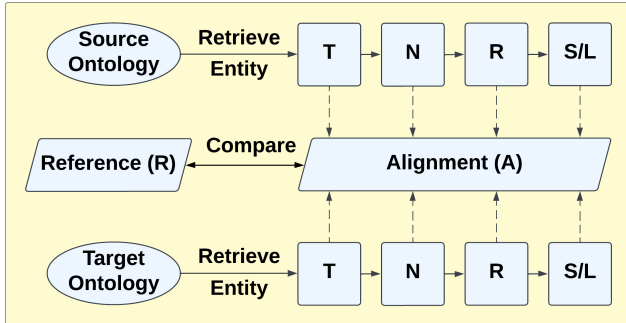 Source
Ontology
Retrieve
Entity
T
N
R
S/L
Reference (R)
Compare
Alignment (A)
Target
Ontology
Retrieve
Entity
T
N
R
S/L